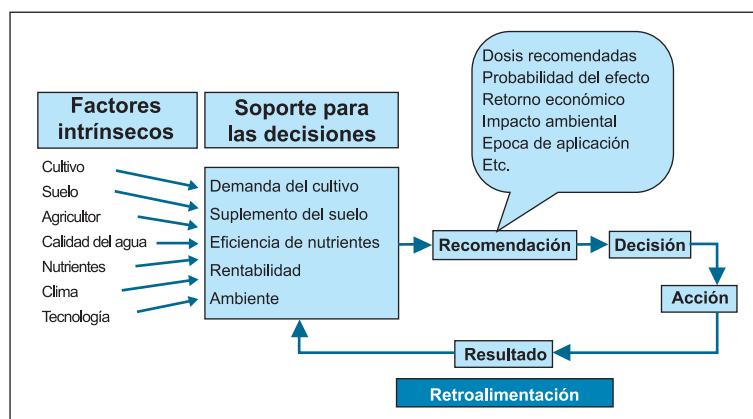 Dosis recomendadas
Probabilidad del efecto
Retorno económico
Impacto ambiental
Epoca de aplicación
Etc.
Factores
intrínsecos
Soporte para
las decisiones
Cultivo
Suelo
Agricultor
Calidad del agua
Nutrientes
Clima
Tecnología
Demanda del cultivo
Suplemento del suelo
Eficiencia de nutrientes
Rentabilidad
Ambiente
Recomendación
Decisión
Acción
Resultado
Retroalimentación